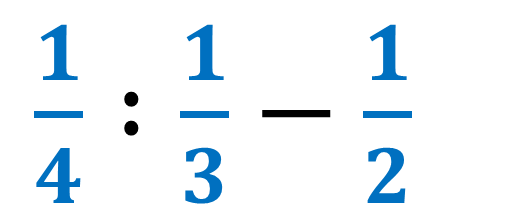 1/4 : 1/3 — 1/2